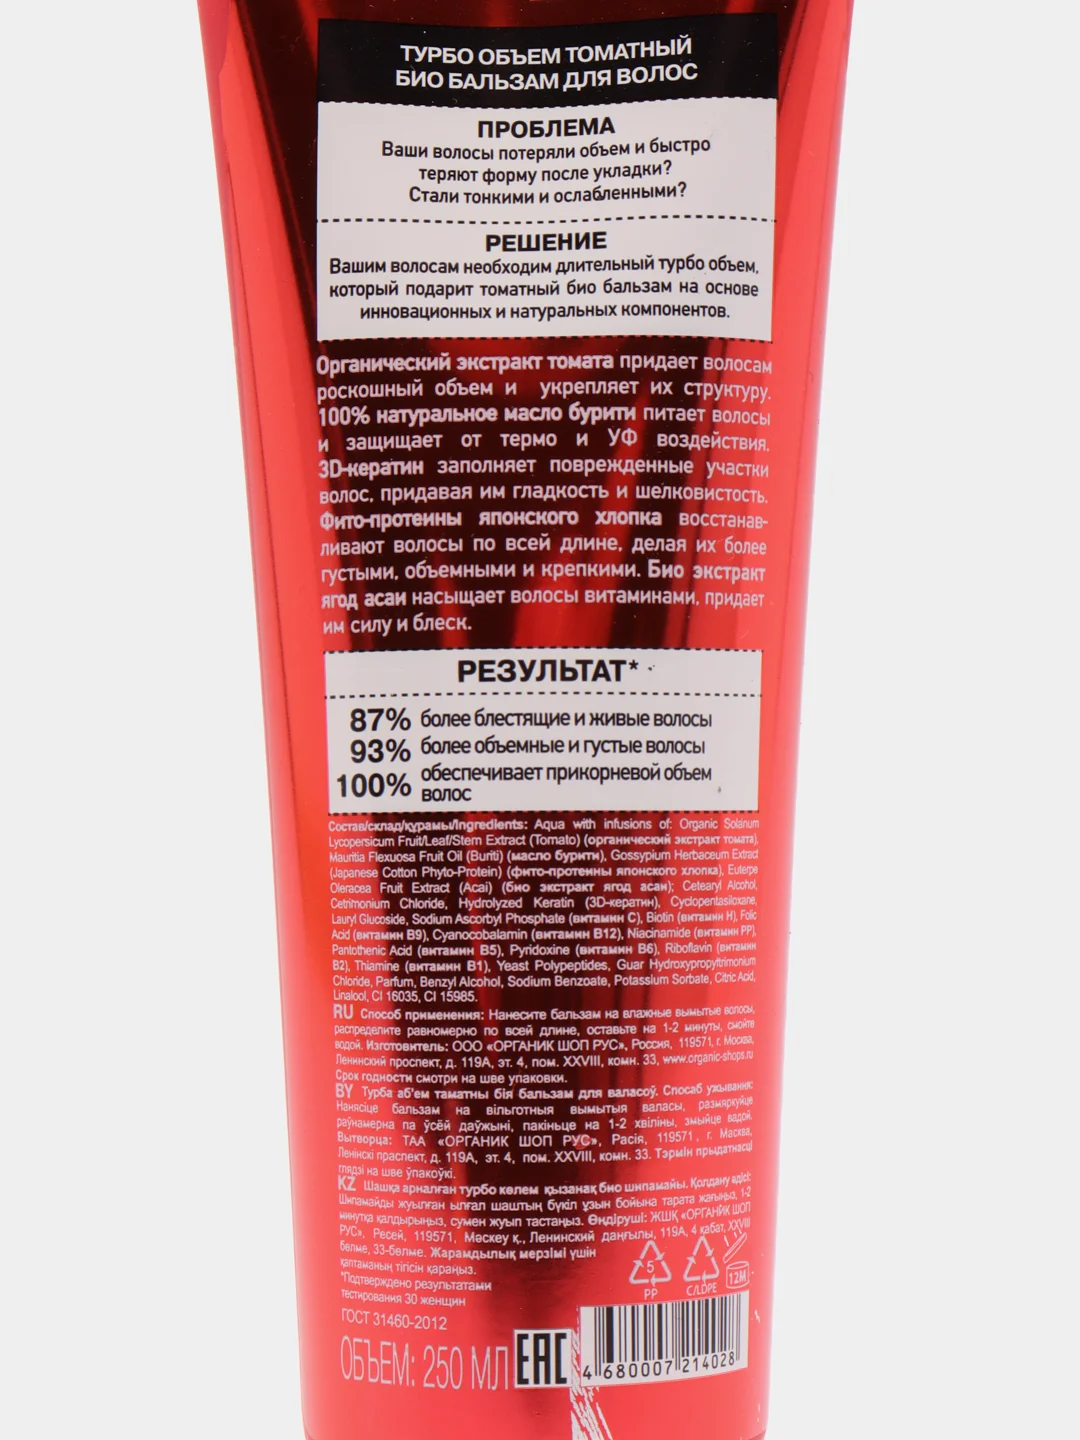 ТУРБО ОБЪЕМ ТОМАТНЫЙ
БИО БАЛЬЗАМ ДЛЯ ВОЛОС
ПРОБЛЕМА
Ваши волосы потеряли объем и быстро
теряют форму после укладки?
Стали тонкими и ослабленными?
РЕШЕНИЕ
Вашим волосам необходим длительный турбо объем,
который подарит томатный био бальзам на основе
инновационных и натуральных компонентов.
Органический экстракт томата придает волосам
роскошный объем и укрепляет их структуру.
100% натуральное масло бурити питает волосы
и защищает от термо и УФ воздействия.
3D-кератин заполняет поврежденные участки
волос, придавая им гладкость и шелковистость.
Фито-протеины японского хлопка восстанав-
ливают волосы по всей длине, делая их более
густыми, объемными и крепкими. Био экстракт
ягод асаи насыщает волосы витаминами, придает
им силу и блеск.
РЕЗУЛЬТАТ*
87% более блестящие и живые волосы
93% более объемные и густые волосы
100% обеспечивает прикорневой объем
волос
Состав/склад/құрамы/Ingredients: Aqua with infusions of: Organic Solanum
Lycopersicum Fruit/Leaf/Stem Extract (Tomato) (органический экстракт томата),
Mauritia Flexuosa Fruit Oil (Buriti) (масло бурити), Gossypium Herbaceum Extract
(Japanese Cotton Phyto-Protein) (фито-протеины японского хлопка), Euterpe
Oleracea Fruit Extract (Acai) (био экстракт ягод асаи); Cetearyl Alcohol,
Cetrimonium Chloride, Hydrolyzed Keratin (3D-кератин), Cyclopentasiloxane,
Lauryl Glucoside, Sodium Ascorbyl Phosphate (витамин С), Biotin (витамин Н), Folic
Acid (витамин В9), Cyanocobalamin (витамин В12), Niacinamide (витамин РР),
Pantothenic Acid (витамин В5), Pyridoxine (витамин В6), Riboflavin (витамин
В2), Thiamine (витамин В1), Yeast Polypeptides, Guar Hydroxypropyltrimonium
Chloride, Parfum, Benzyl Alcohol, Sodium Benzoate, Potassium Sorbate, Citric Acid,
Linalool, CI 16035, CI 15985.
RU Способ применения: Нанесите бальзам на влажные вымытые волосы,
распределите равномерно по всей длине, оставьте на 1-2 минуты, смойте
водой. Изготовитель: ООО «ОРГАНИК ШОП РУС», Россия, 119571, г. Москва,
Ленинский проспект, д. 119А, эт. 4, пом. XXVIII, комн. 33, www.organic-shops.ru
Срок годности смотри на шве упаковки.
BY Турба аб'ем таматны бія бальзам для валасоў. Спосаб ужывання:
Нанясіце бальзам на вільготныя вымытыя валасы, размяркуйце
раўнамерна па ўсёй даўжыні, пакіньце на 1-2 хвіліны, змыйце вадой.
Вытворца: ТАА «ОРГАНИК ШОП РУС», Расія, 119571, г. Масква,
Ленінскі праспект, д. 119А, эт. 4, пом. XXVIII, комн. 33. Тэрмін прыдатнасці
глядзі на шве ўпакоўкі.
KZ Шашқа арналған турбо көлем қызанақ био шипамайы. Қолдану әдісі:
Шипамайды жуылған ылғал шаштың бүкіл ұзын бойына тарата жағыңыз, 1-2
минутқа қалдырыңыз, сумен жуып тастаңыз. Өндіруші: ЖШҚ «ОРГАНИК ШОП
РУС», Ресей, 119571, Мәскеу қ., Ленинский даңғылы, 119А, 4 қабат, XXVIII
бөлме, 33-бөлме. Жарамдылық мерзімі үшін
қаптаманың тігісін қараңыз.
*Подтверждено результатами
тестирования 30 женщин
ГОСТ 31460-2012
5
PP
C/LDPE
12M
ОБЪЕМ: 250 МЛ
EAC
4 680007 214028